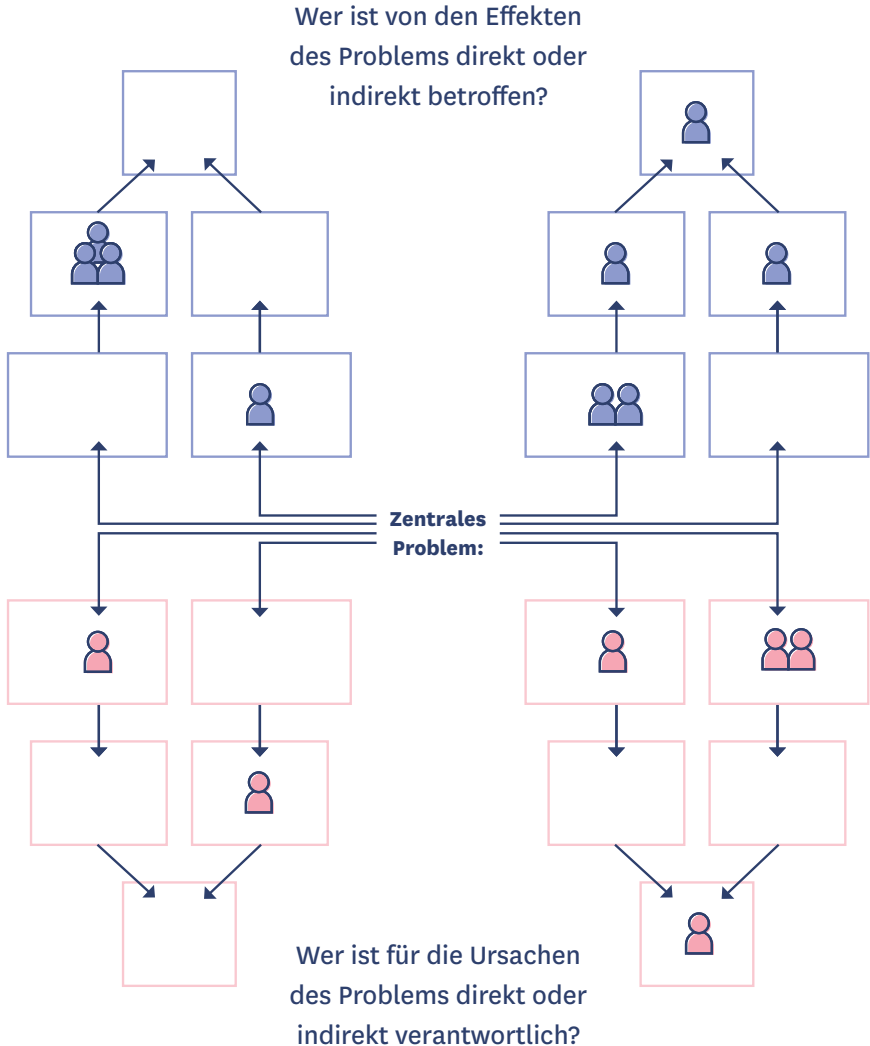 Wer ist von den Effekten
des Problems direkt oder
indirekt betroffen?
Zentrales
Problem:
Wer ist für die Ursachen
des Problems direkt oder
indirekt verantwortlich?